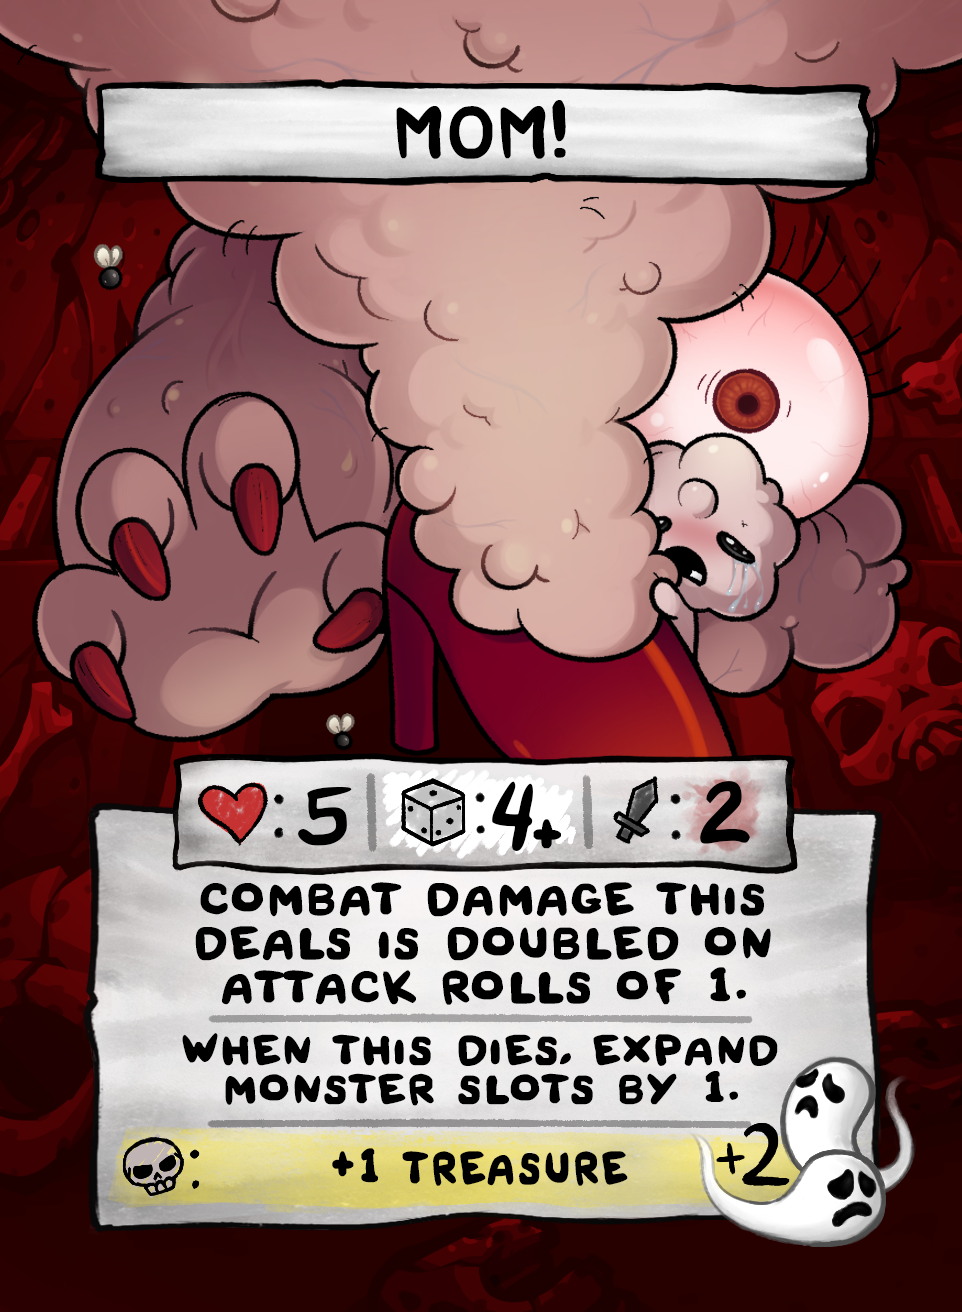 MOM!
:5 :4+ :2
COMBAT DAMAGE THIS
DEALS IS DOUBLED ON
ATTACK ROLLS OF 1.
WHEN THIS DIES, EXPAND
MONSTER SLOTS BY 1.
: +1 TREASURE +2